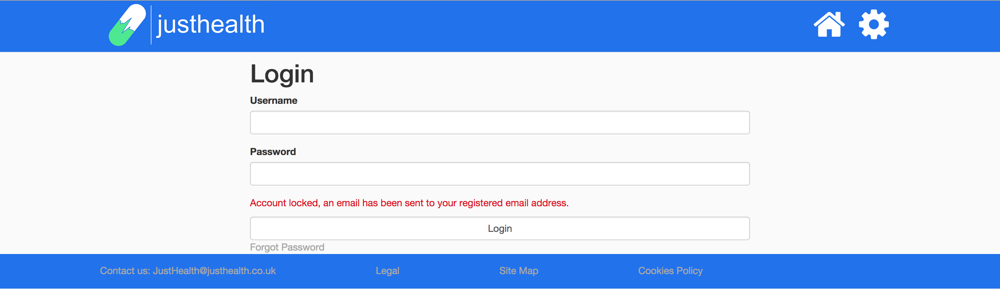 justhealth
Login
Username
Password
Account locked, an email has been sent to your registered email address.
Login
Forgot Password
Contact us: JustHealth@justhealth.co.uk Legal Site Map Cookies Policy